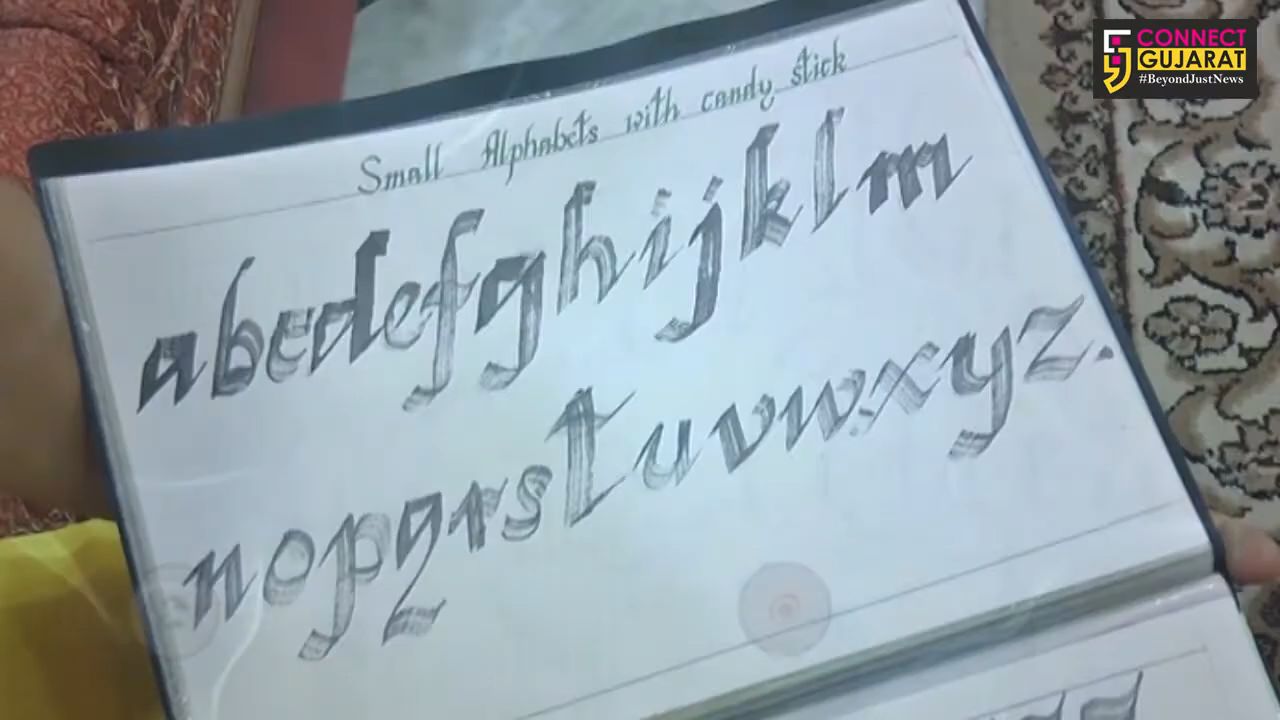 CONNECT
GUJARAT
#BeyondJustNews
Small Alphabets with candy stick
abcdefghijklm
nopqrstuvwxyz.